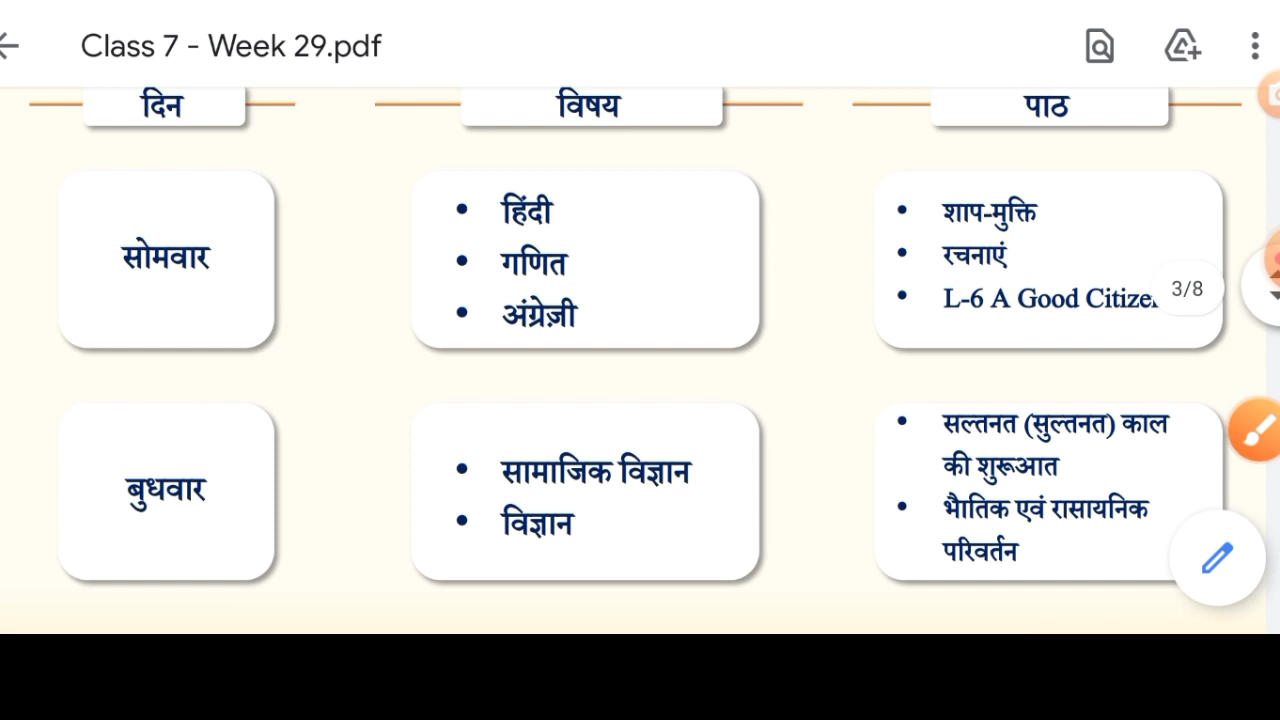 Class 7 - Week 29.pdf
दिन
विषय
पाठ
सोमवार
हिंदी
गणित
अंग्रेज़ी
शाप-मुक्ति
रचनाएं
L-6 A Good
3/8
बुधवार
सामाजिक विज्ञान
विज्ञान
सल्तनत (सुल्तनत) काल
की शुरूआत
भैातिक एवं रासायनिक
परिवर्तन